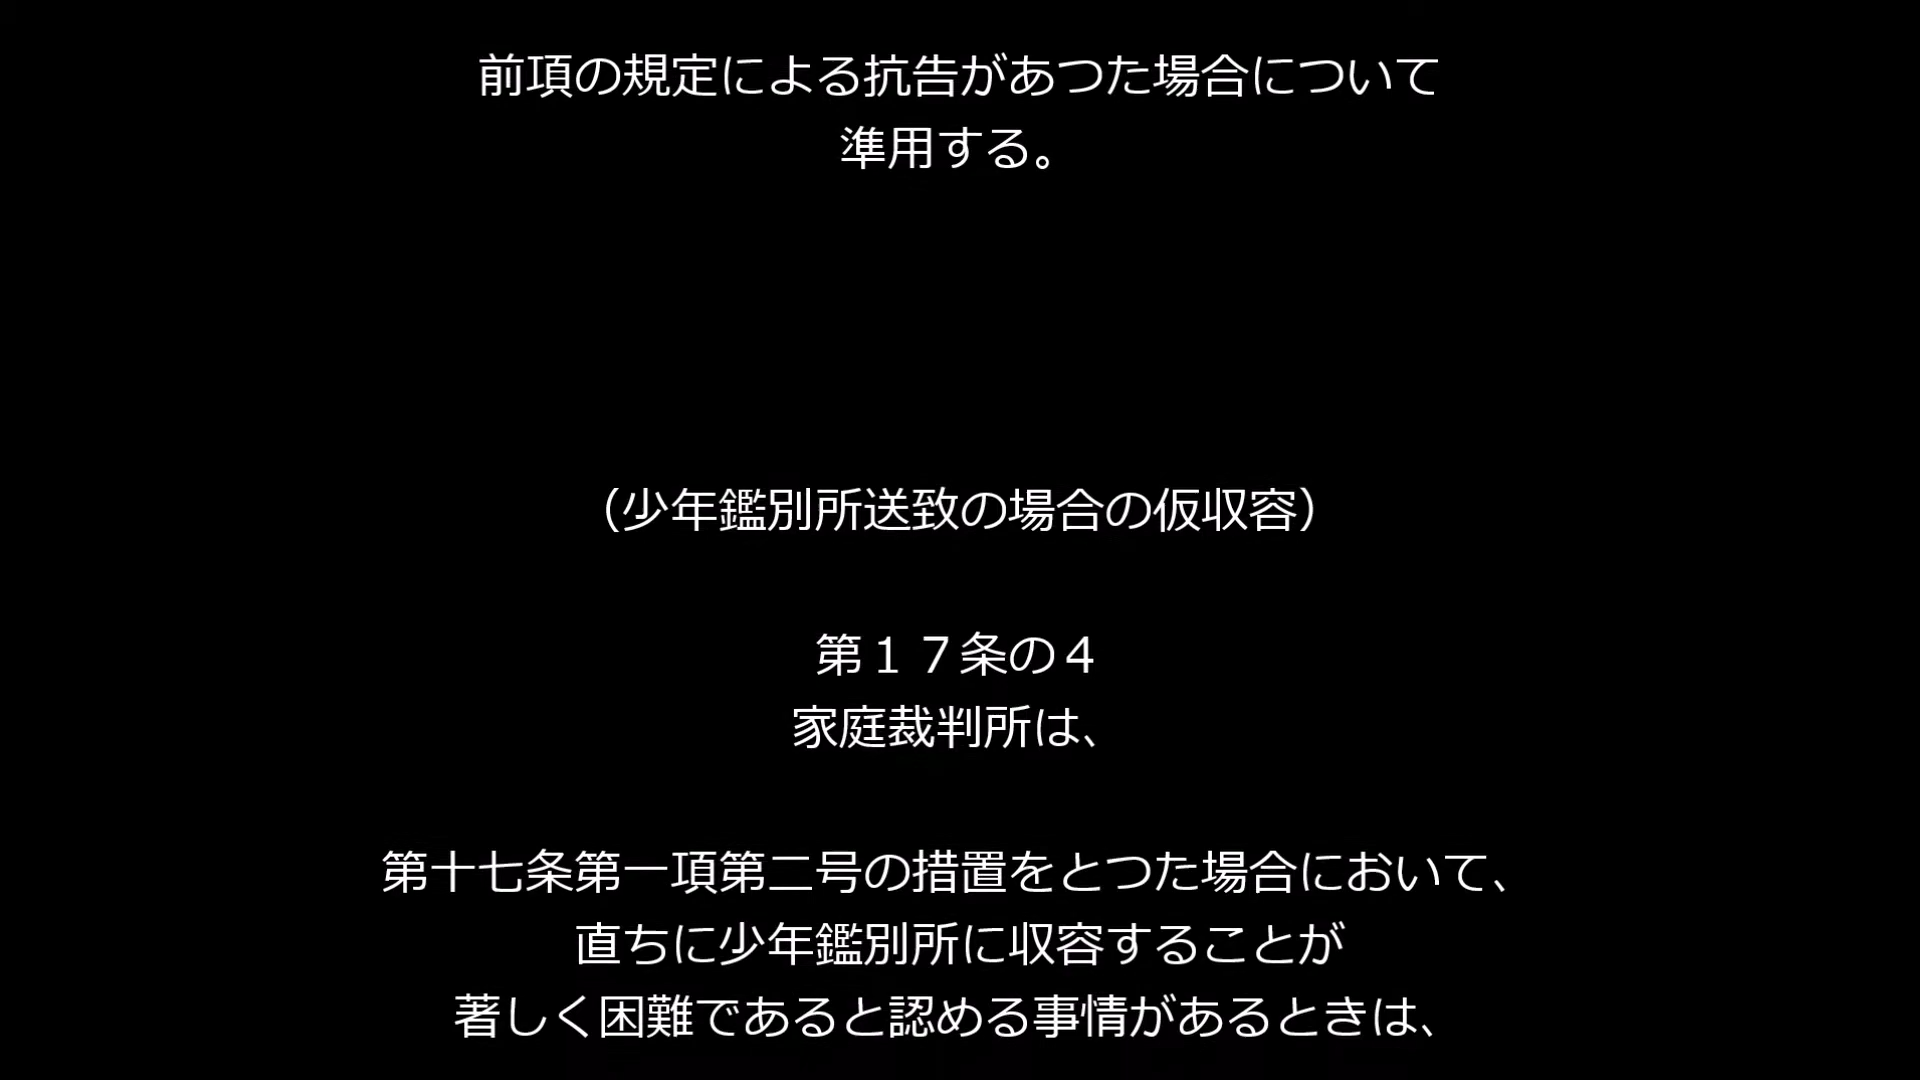 前項の規定による抗告があつた場合について
準用する。
（少年鑑別所送致の場合の仮収容）
第１７条の４
家庭裁判所は、
第十七条第一項第二号の措置をとつた場合において、
直ちに少年鑑別所に収容することが
著しく困難であると認める事情があるときは、